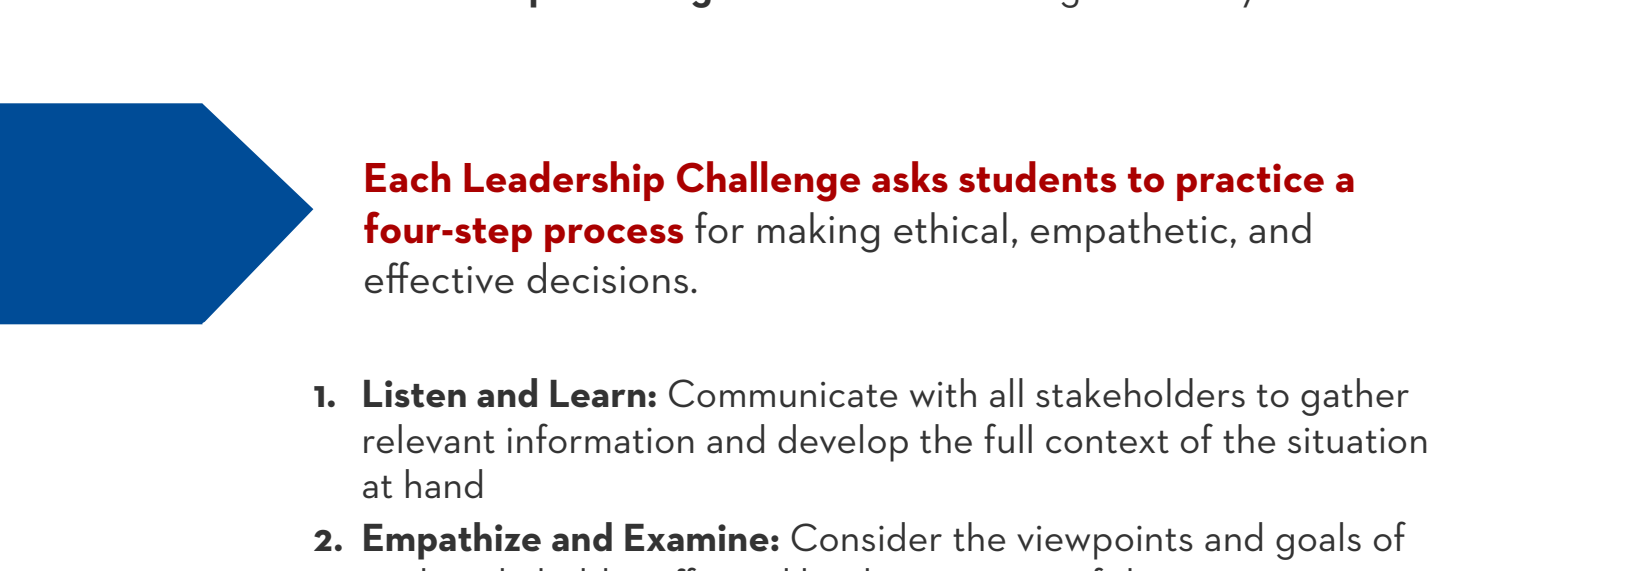 Each Leadership Challenge asks students to practice a
four-step process for making ethical, empathetic, and
effective decisions.
1. Listen and Learn: Communicate with all stakeholders to gather
relevant information and develop the full context of the situation
at hand
2. Empathize and Examine: Consider the viewpoints and goals of